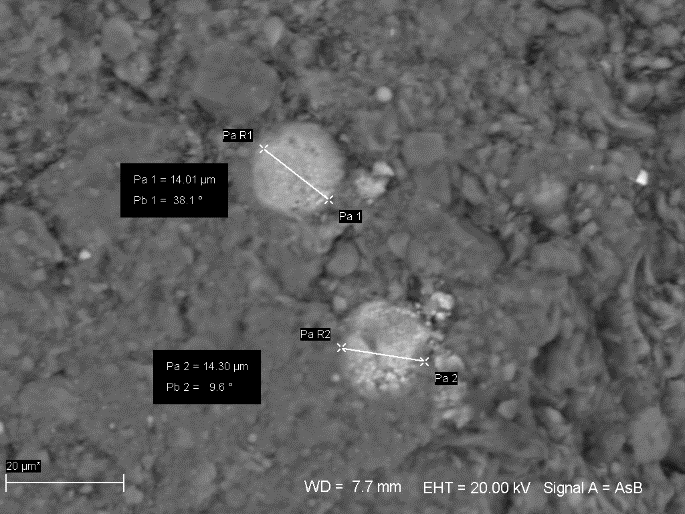 Pa R1
Pa 1 = 14.01 µm
Pb 1 = 38.1 °
Pa 1
Pa R2
Pa 2 = 14.30 µm
Pb 2 = 9.6 °
Pa 2
20 µm*
WD = 7.7 mm EHT = 20.00 kV Signal A = AsB